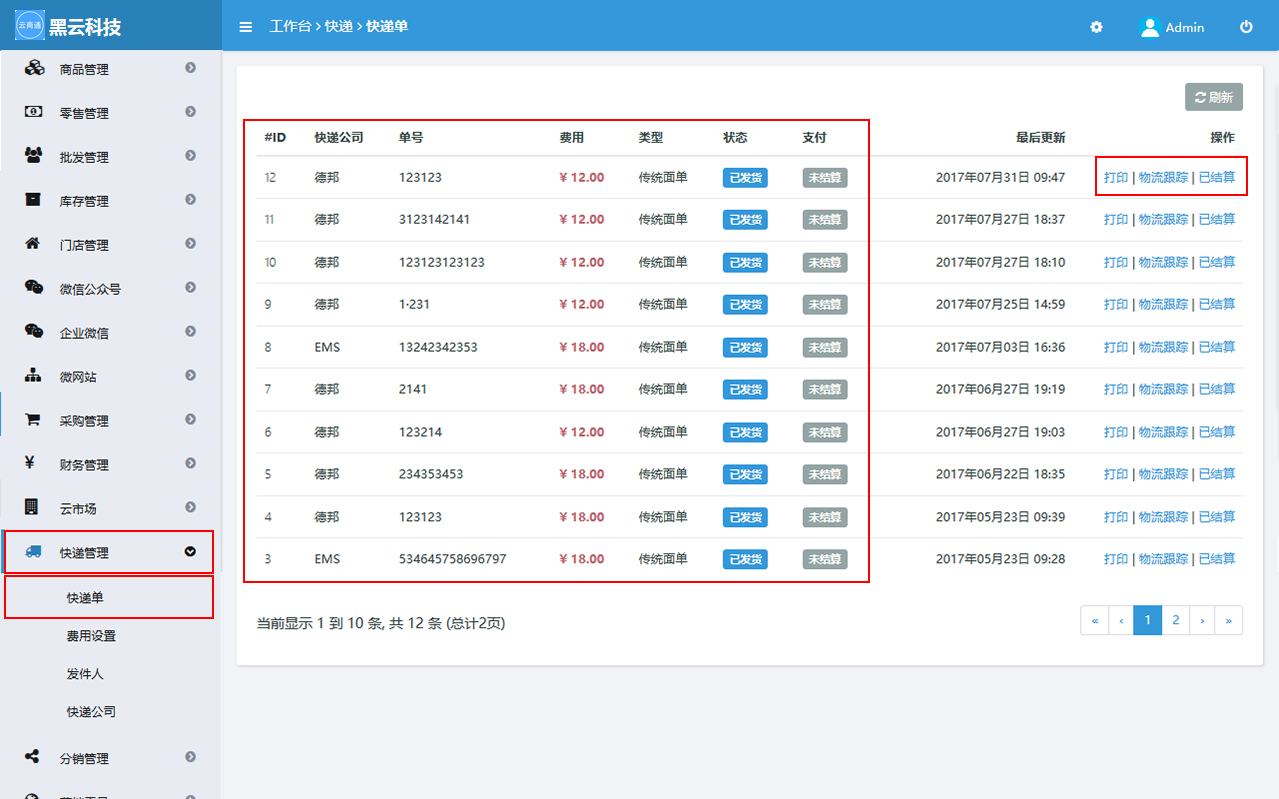 云商通 黑云科技
工作台 › 快递 › 快递单
Admin
商品管理
零售管理
批发管理
库存管理
门店管理
微信公众号
企业微信
微网站
采购管理
财务管理
云市场
快递管理
快递单
费用设置
发件人
快递公司
分销管理
刷新
#ID 快递公司 单号 费用 类型 状态 支付 最后更新 操作
12 德邦 123123 ¥ 12.00 传统面单 已发货 未结算 2017年07月31日 09:47 打印 | 物流跟踪 | 已结算
11 德邦 3123142141 ¥ 12.00 传统面单 已发货 未结算 2017年07月27日 18:37 打印 | 物流跟踪 | 已结算
10 德邦 123123123123 ¥ 12.00 传统面单 已发货 未结算 2017年07月27日 18:10 打印 | 物流跟踪 | 已结算
9 德邦 1·231 ¥ 12.00 传统面单 已发货 未结算 2017年07月25日 14:59 打印 | 物流跟踪 | 已结算
8 EMS 13242342353 ¥ 18.00 传统面单 已发货 未结算 2017年07月03日 16:36 打印 | 物流跟踪 | 已结算
7 德邦 2141 ¥ 18.00 传统面单 已发货 未结算 2017年06月27日 19:19 打印 | 物流跟踪 | 已结算
6 德邦 123214 ¥ 12.00 传统面单 已发货 未结算 2017年06月27日 19:03 打印 | 物流跟踪 | 已结算
5 德邦 234353453 ¥ 18.00 传统面单 已发货 未结算 2017年06月22日 18:35 打印 | 物流跟踪 | 已结算
4 德邦 123123 ¥ 18.00 传统面单 已发货 未结算 2017年05月23日 09:39 打印 | 物流跟踪 | 已结算
3 EMS 534645758696797 ¥ 18.00 传统面单 已发货 未结算 2017年05月23日 09:28 打印 | 物流跟踪 | 已结算
当前显示 1 到 10 条, 共 12 条 (总计2页)
« ‹ 1 2 › »